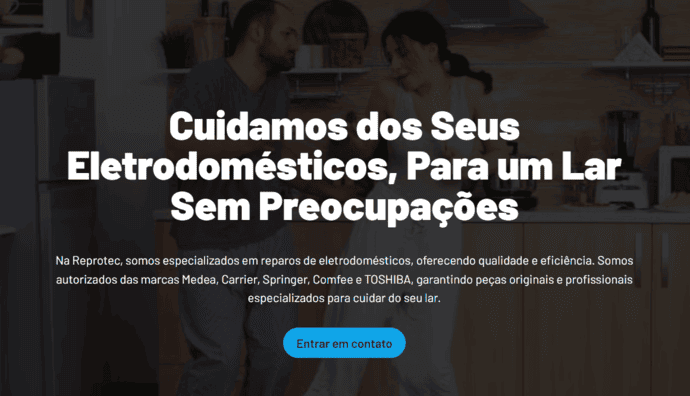 Cuidamos dos Seus
Eletrodomésticos, Para um Lar
Sem Preocupações
Na Reprotec, somos especializados em reparos de eletrodomésticos, oferecendo qualidade e eficiência. Somos
autorizados das marcas Medea, Carrier, Springer, Comfee e TOSHIBA, garantindo peças originais e profissionais
especializados para cuidar do seu lar.
Entrar em contato